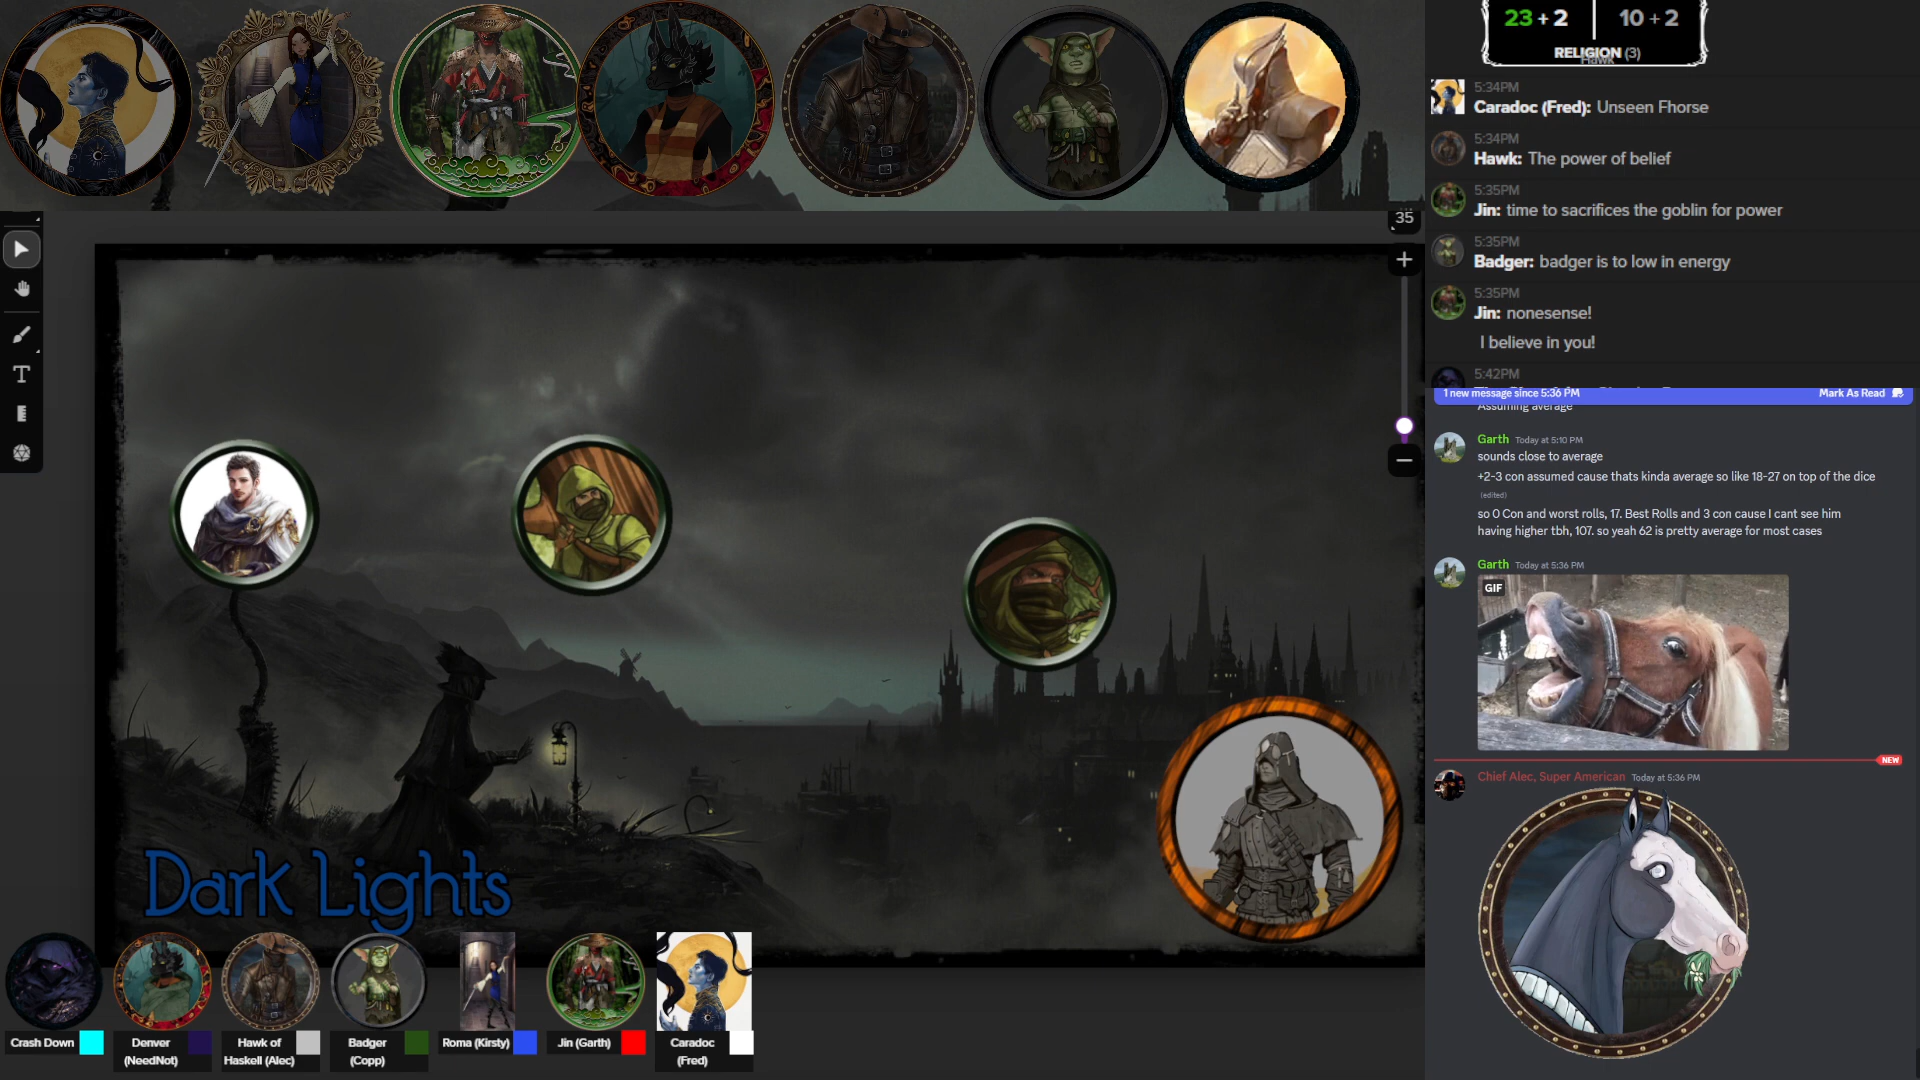 23 + 2 | 10 + 2
RELIGION (3)
Hawk
5:34PM
Caradoc (Fred): Unseen Fhorse
5:34PM
Hawk: The power of belief
5:35PM
Jin: time to sacrifices the goblin for power
5:35PM
Badger: badger is to low in energy
5:35PM
Jin: nonesense!
I believe in you!
5:42PM
35
1 new message since 5:36 PM
Mark As Read
Assuming average
Garth Today at 5:10 PM
sounds close to average
+2-3 con assumed cause thats kinda average so like 18-27 on top of the dice
(edited)
so 0 Con and worst rolls, 17. Best Rolls and 3 con cause I cant see him
having higher tbh, 107. so yeah 62 is pretty average for most cases
Garth Today at 5:36 PM
GIF
NEW
Chief Alec, Super American Today at 5:36 PM
Dark Lights
Crash Down
Denver
(NeedNot)
Hawk of
Haskell (Alec)
Badger
(Copp)
Roma (Kirsty)
Jin (Garth)
Caradoc
(Fred)